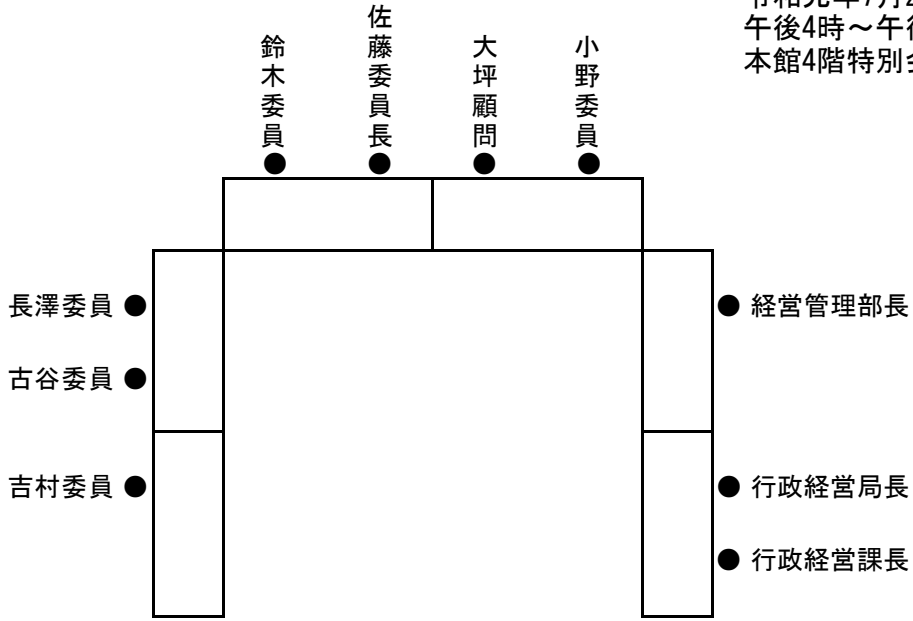 令和元年7月2
午後4時～午後
本館4階特別会
鈴木委員
佐藤委員長
大坪顧問
小野委員
長澤委員
古谷委員
吉村委員
経営管理部長
行政経営局長
行政経営課長